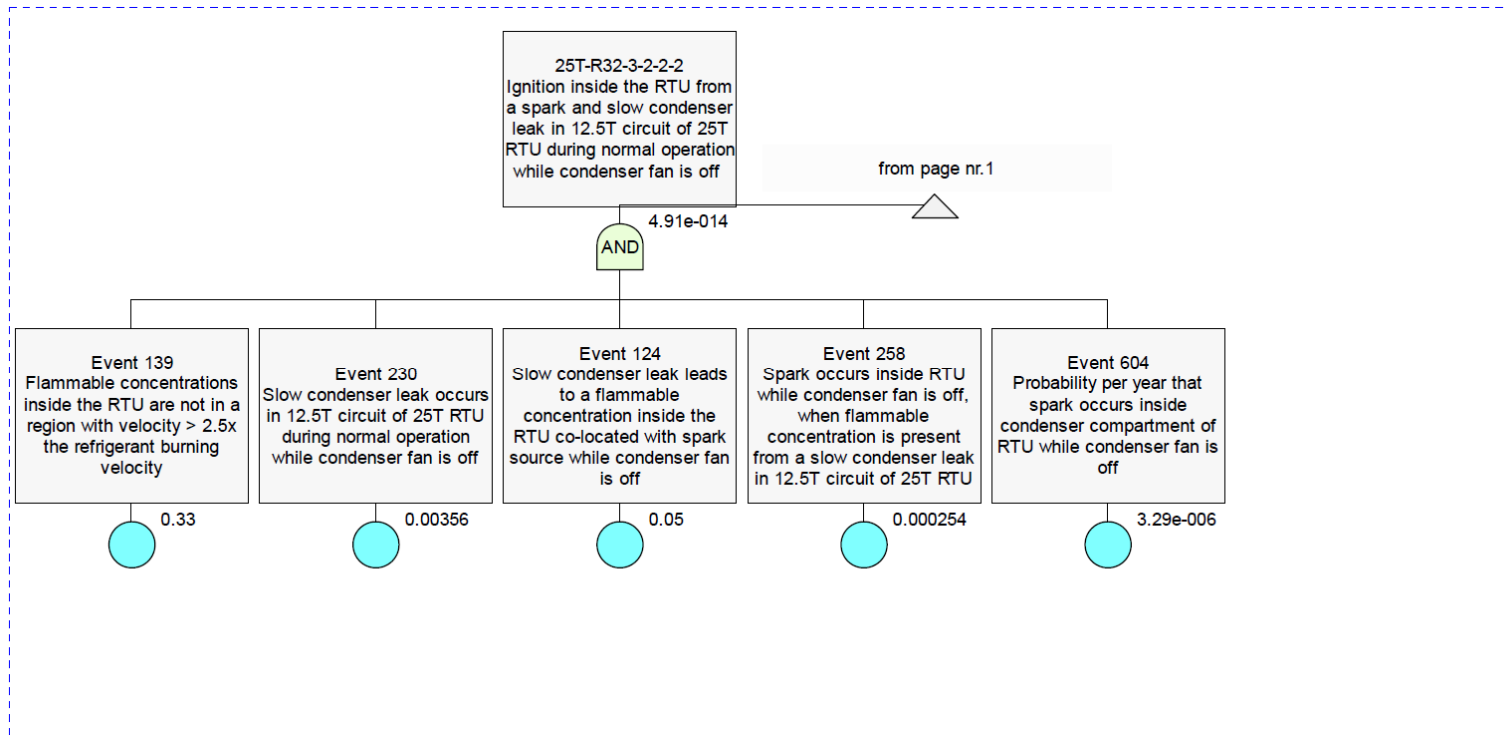 25T-R32-3-2-2-2
Ignition inside the RTU from
a spark and slow condenser
leak in 12.5T circuit of 25T
RTU during normal operation
while condenser fan is off
from page nr.1
4.91e-014
AND
Event 139
Flammable concentrations
inside the RTU are not in a
region with velocity > 2.5x
the refrigerant burning
velocity
0.33
Event 230
Slow condenser leak occurs
in 12.5T circuit of 25T RTU
during normal operation
while condenser fan is off
0.00356
Event 124
Slow condenser leak leads
to a flammable
concentration inside the
RTU co-located with spark
source while condenser fan
is off
0.05
Event 258
Spark occurs inside RTU
while condenser fan is off,
when flammable
concentration is present
from a slow condenser leak
in 12.5T circuit of 25T RTU
0.000254
Event 604
Probability per year that
spark occurs inside
condenser compartment of
RTU while condenser fan is
off
3.29e-006